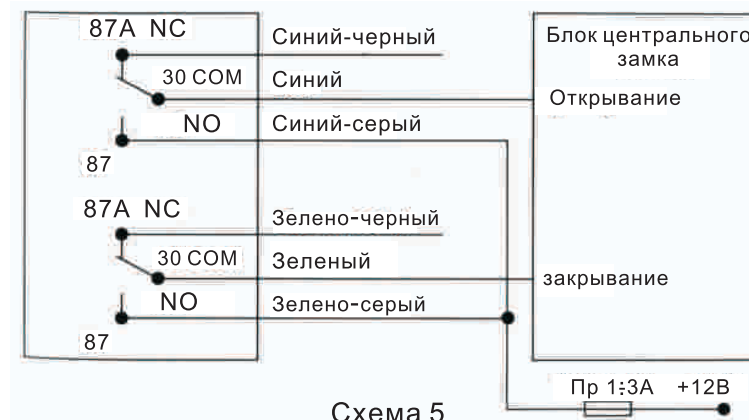 87A NC
Синий-черный
Блок центрального
замка
30 COM
Синий
Открывание
NO
Синий-серый
87
87A NC
Зелено-черный
30 COM
Зеленый
закрывание
NO
Зелено-серый
87
Пр 1÷3А +12В
Схема 5